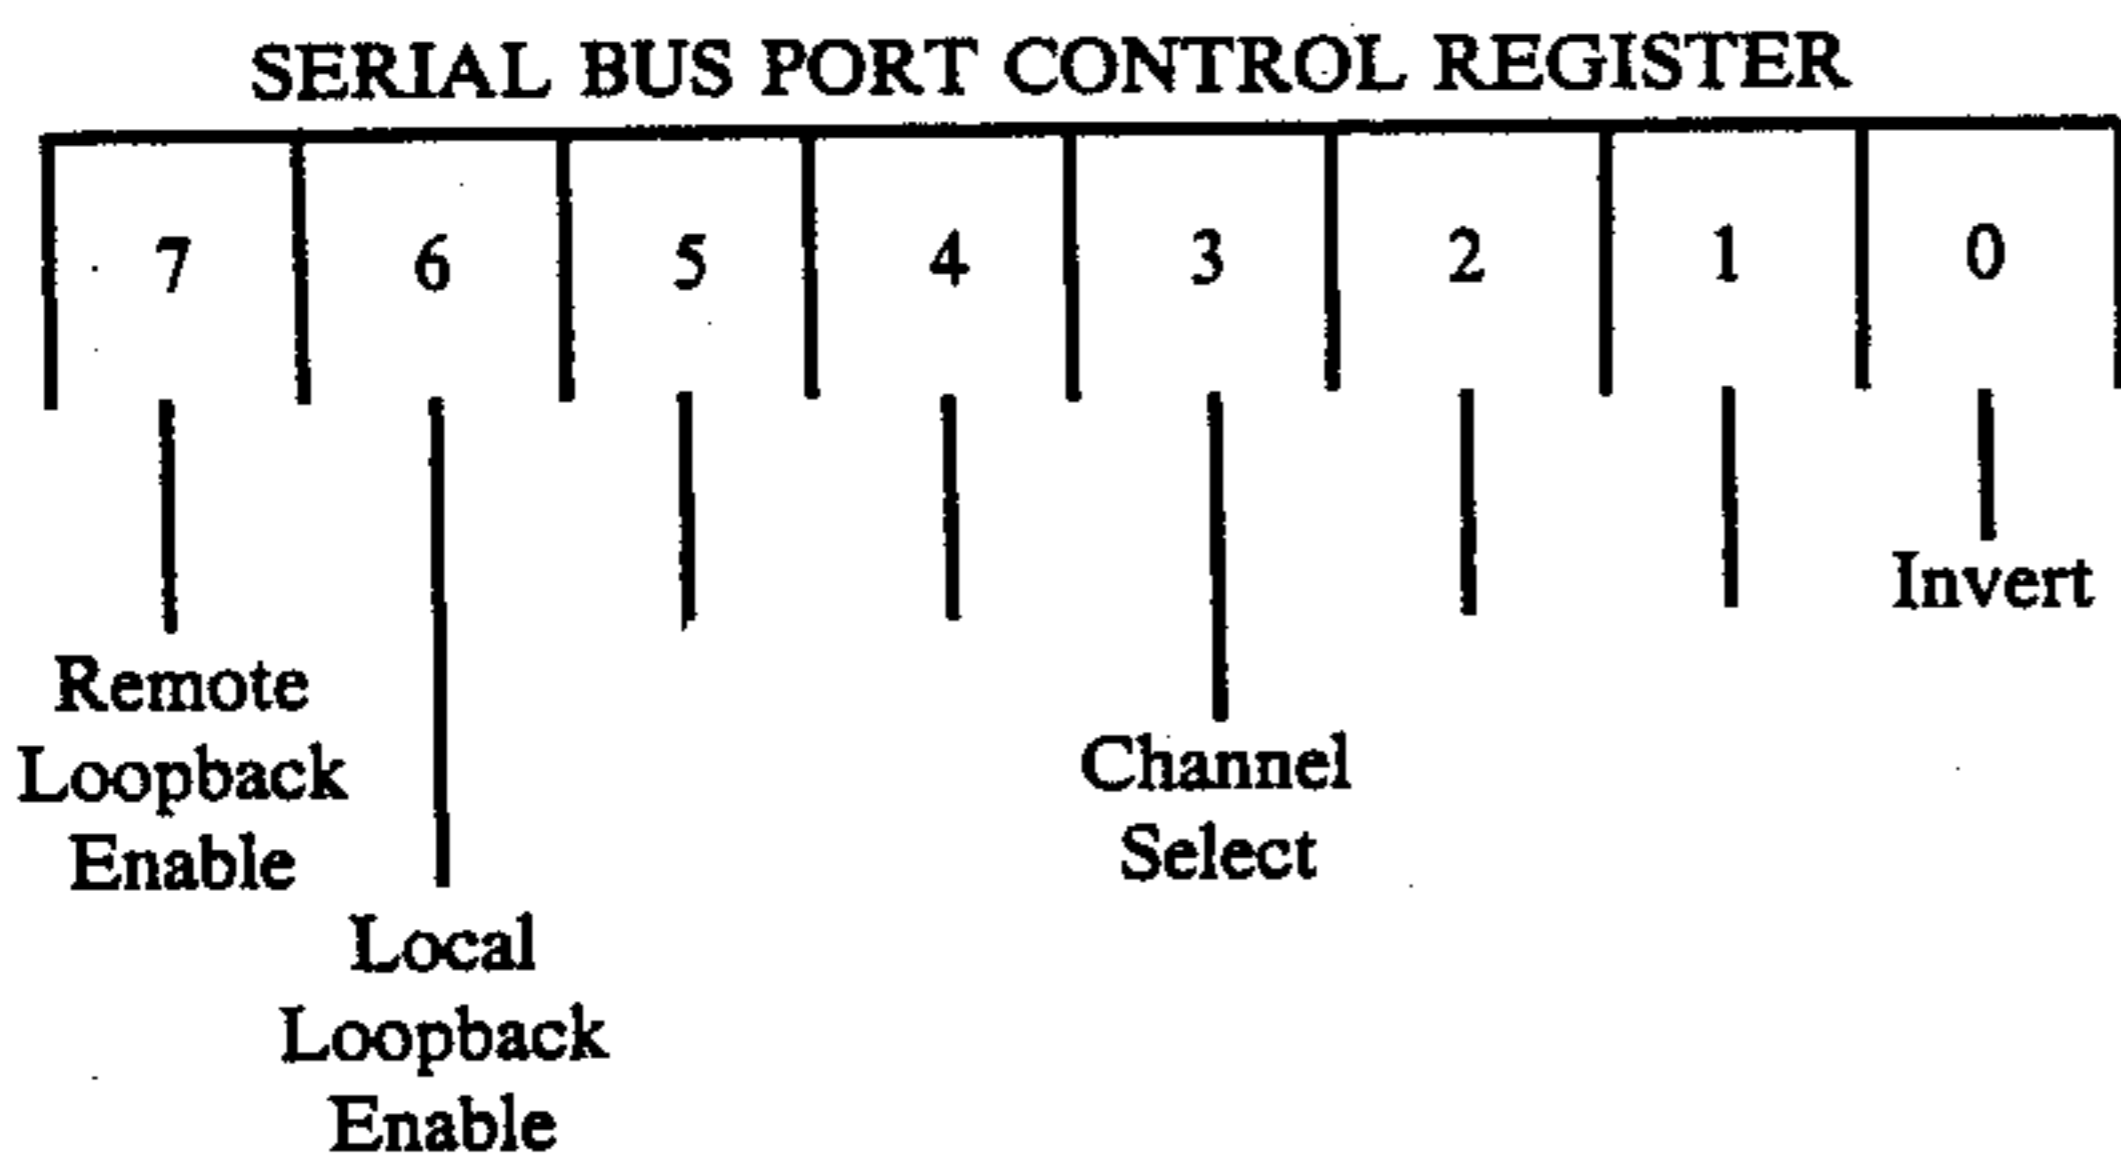 SERIAL BUS PORT CONTROL REGISTER
7 6 5 4 3 2 1 0
Invert
Remote
Loopback
Enable
Channel
Select
Local
Loopback
Enable